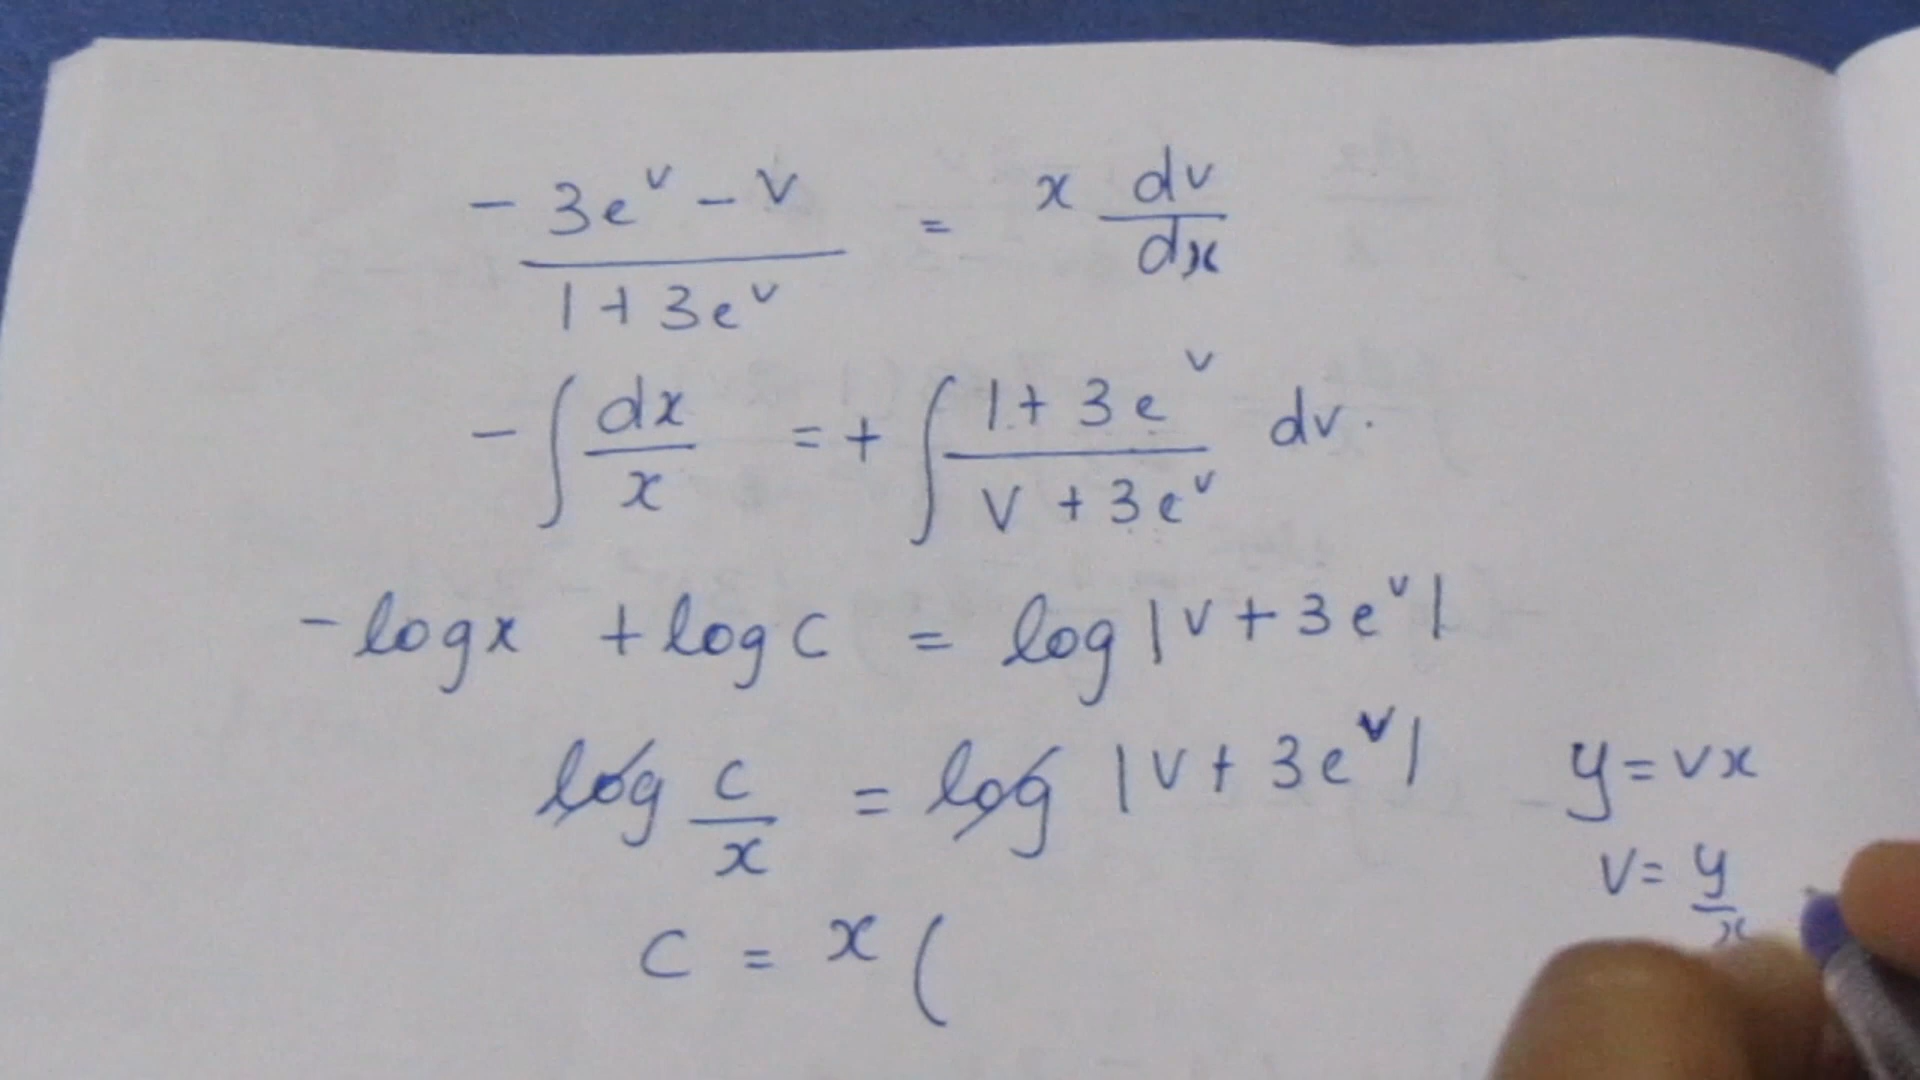 (-3e^v - v)/(1 + 3e^v) = x dv/dx
-∫ dx/x = + ∫ (1 + 3e^v)/(v + 3e^v) dv.
-log x + log c = log |v + 3e^v|
log c/x = log |v + 3e^v|
y = vx
v = y/x
c = x (